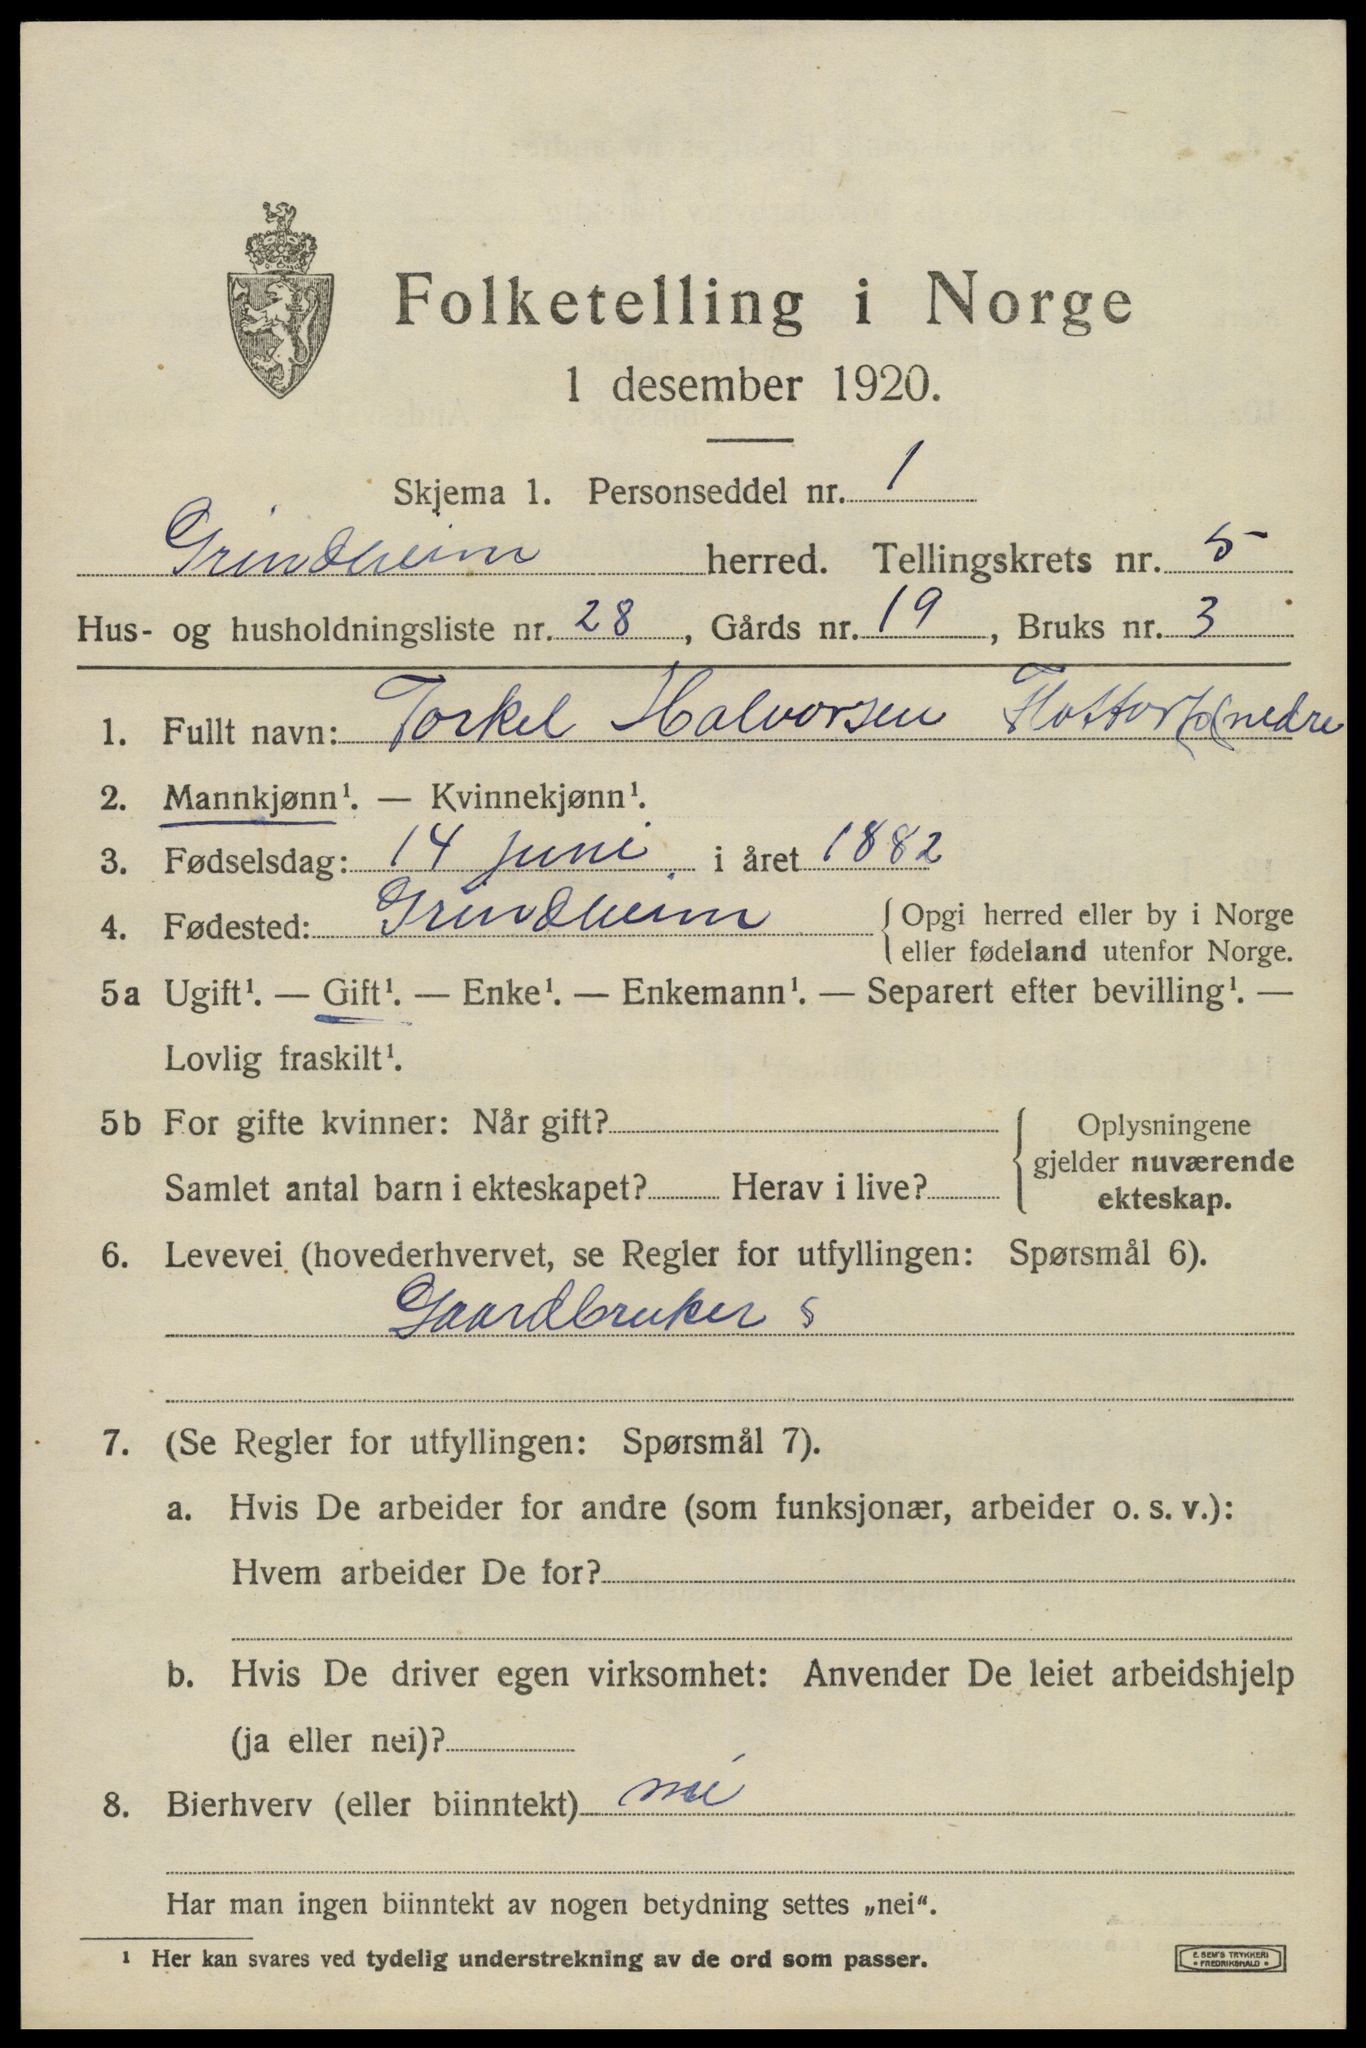 Folketelling i Norge
1 desember 1920.
Skjema 1. Personseddel nr. 1
Grindheim herred. Tellingskrets nr. 5
Hus- og husholdningsliste nr. 28, Gårds nr. 19, Bruks nr. 3
1. Fullt navn: Torkel Halvorsen nedre
2. Mannkjønn¹. — Kvinnekjønn¹.
3. Fødselsdag: 14 juni i året 1882
4. Fødested: Grindheim { Opgi herred eller by i Norge
eller fødeland utenfor Norge.
5a Ugift¹. — Gift¹. — Enke¹. — Enkemann¹. — Separert efter bevilling¹. —
Lovlig fraskilt¹.
5b For gifte kvinner: Når gift?
Samlet antal barn i ekteskapet? Herav i live?
Oplysningene
gjelder nuværende
ekteskap.
6. Levevei (hovederhvervet, se Regler for utfyllingen: Spørsmål 6).
Gaardbruker s
7. (Se Regler for utfyllingen: Spørsmål 7).
a. Hvis De arbeider for andre (som funksjonær, arbeider o. s. v.):
Hvem arbeider De for?
b. Hvis De driver egen virksomhet: Anvender De leiet arbeidshjelp
(ja eller nei)?
8. Bierhverv (eller biinntekt) nei
Har man ingen biinntekt av nogen betydning settes „nei“.
¹ Her kan svares ved tydelig understrekning av de ord som passer.
E. SEM'S TRYKKERI
• FREDRIKSHALD •